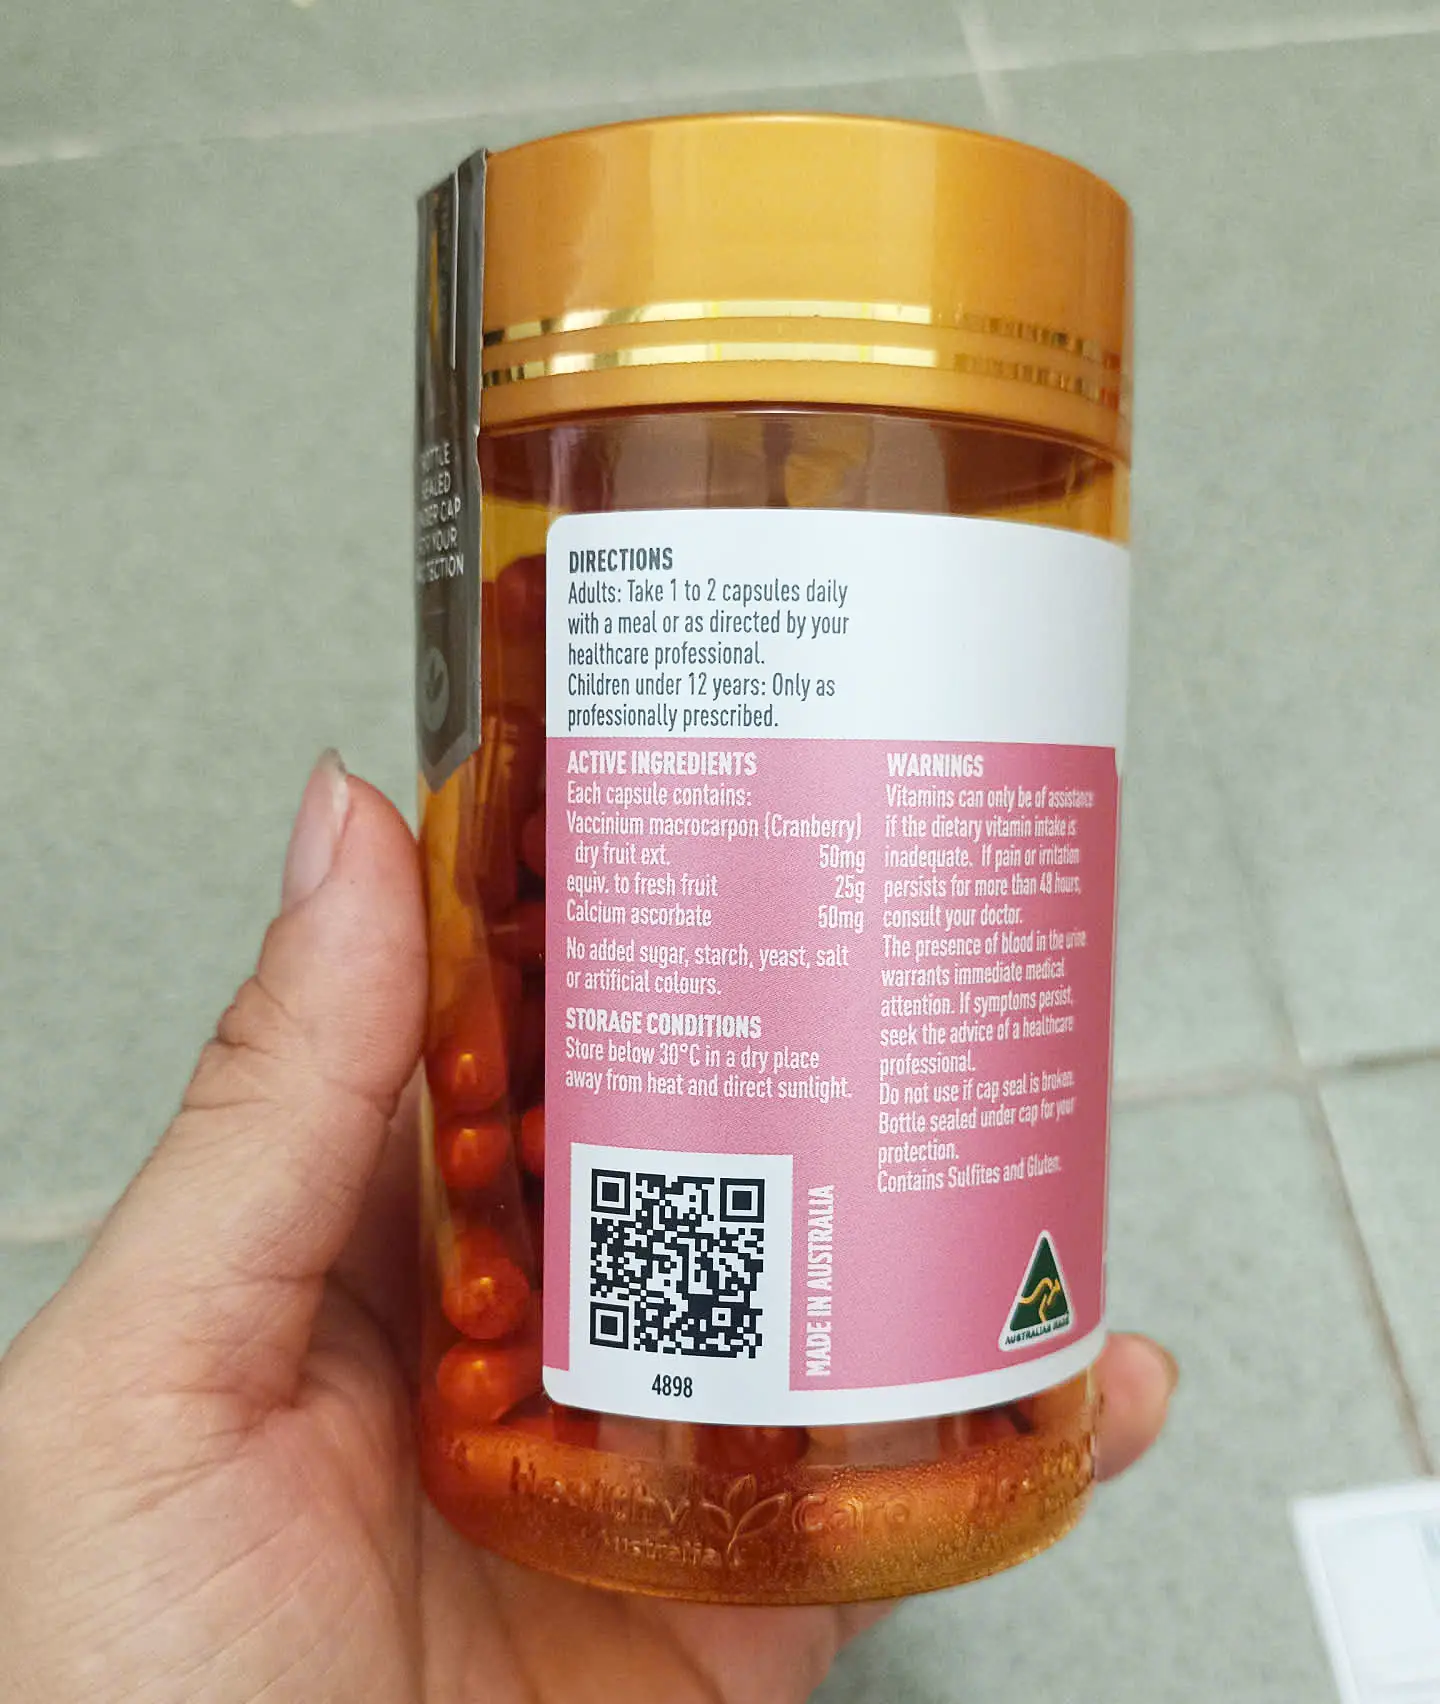 SEALED
CAP
YOUR
DIRECTIONS
Adults: Take 1 to 2 capsules daily
with a meal or as directed by your
healthcare professional.
Children under 12 years: Only as
professionally prescribed.
ACTIVE INGREDIENTS
Each capsule contains:
Vaccinium macrocarpon (Cranberry)
dry fruit ext. 50mg
equiv. to fresh fruit 25g
Calcium ascorbate 50mg
No added sugar, starch, yeast, salt
or artificial colours.
STORAGE CONDITIONS
Store below 30°C in a dry place
away from heat and direct sunlight.
WARNINGS
Vitamins can only be of assistance
if the dietary vitamin intake is
inadequate. If pain or irritation
persists for more than 48 hours,
consult your doctor.
The presence of blood in the urine
warrants immediate medical
attention. If symptoms persist,
seek the advice of a healthcare
professional.
Do not use if cap seal is broken.
Bottle sealed under cap for your
protection.
Contains Sulfites and Gluten.
4898
MADE IN AUSTRALIA
AUSTRALIAN MADE
Healthy Care
Australia